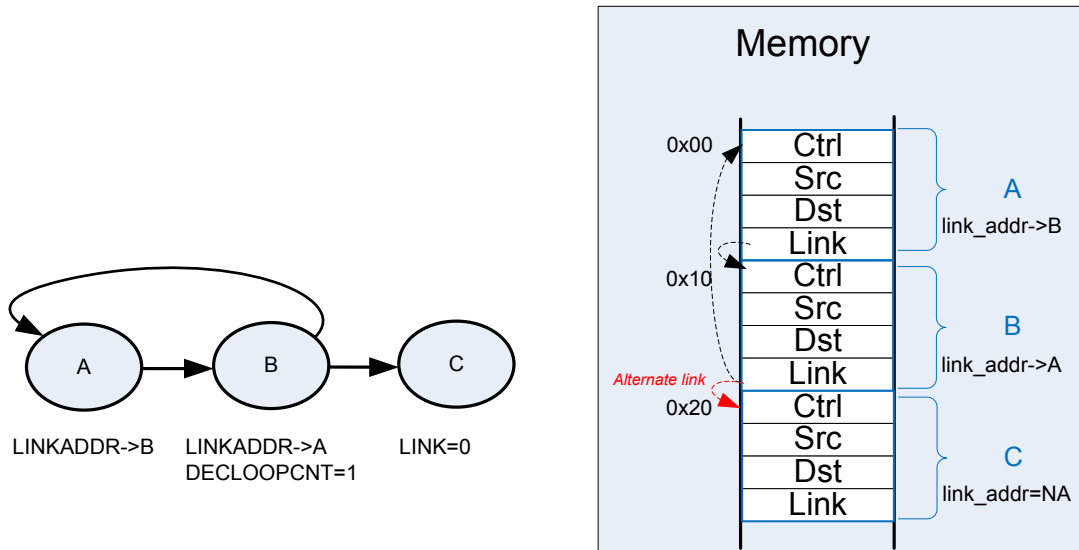 A
B
C
LINKADDR->B
LINKADDR->A
DECLOOPCNT=1
LINK=0
Memory
0x00
Ctrl
Src
Dst
Link
A
link_addr->B
0x10
Ctrl
Src
Dst
Link
B
link_addr->A
Alternate link
0x20
Ctrl
Src
Dst
Link
C
link_addr=NA